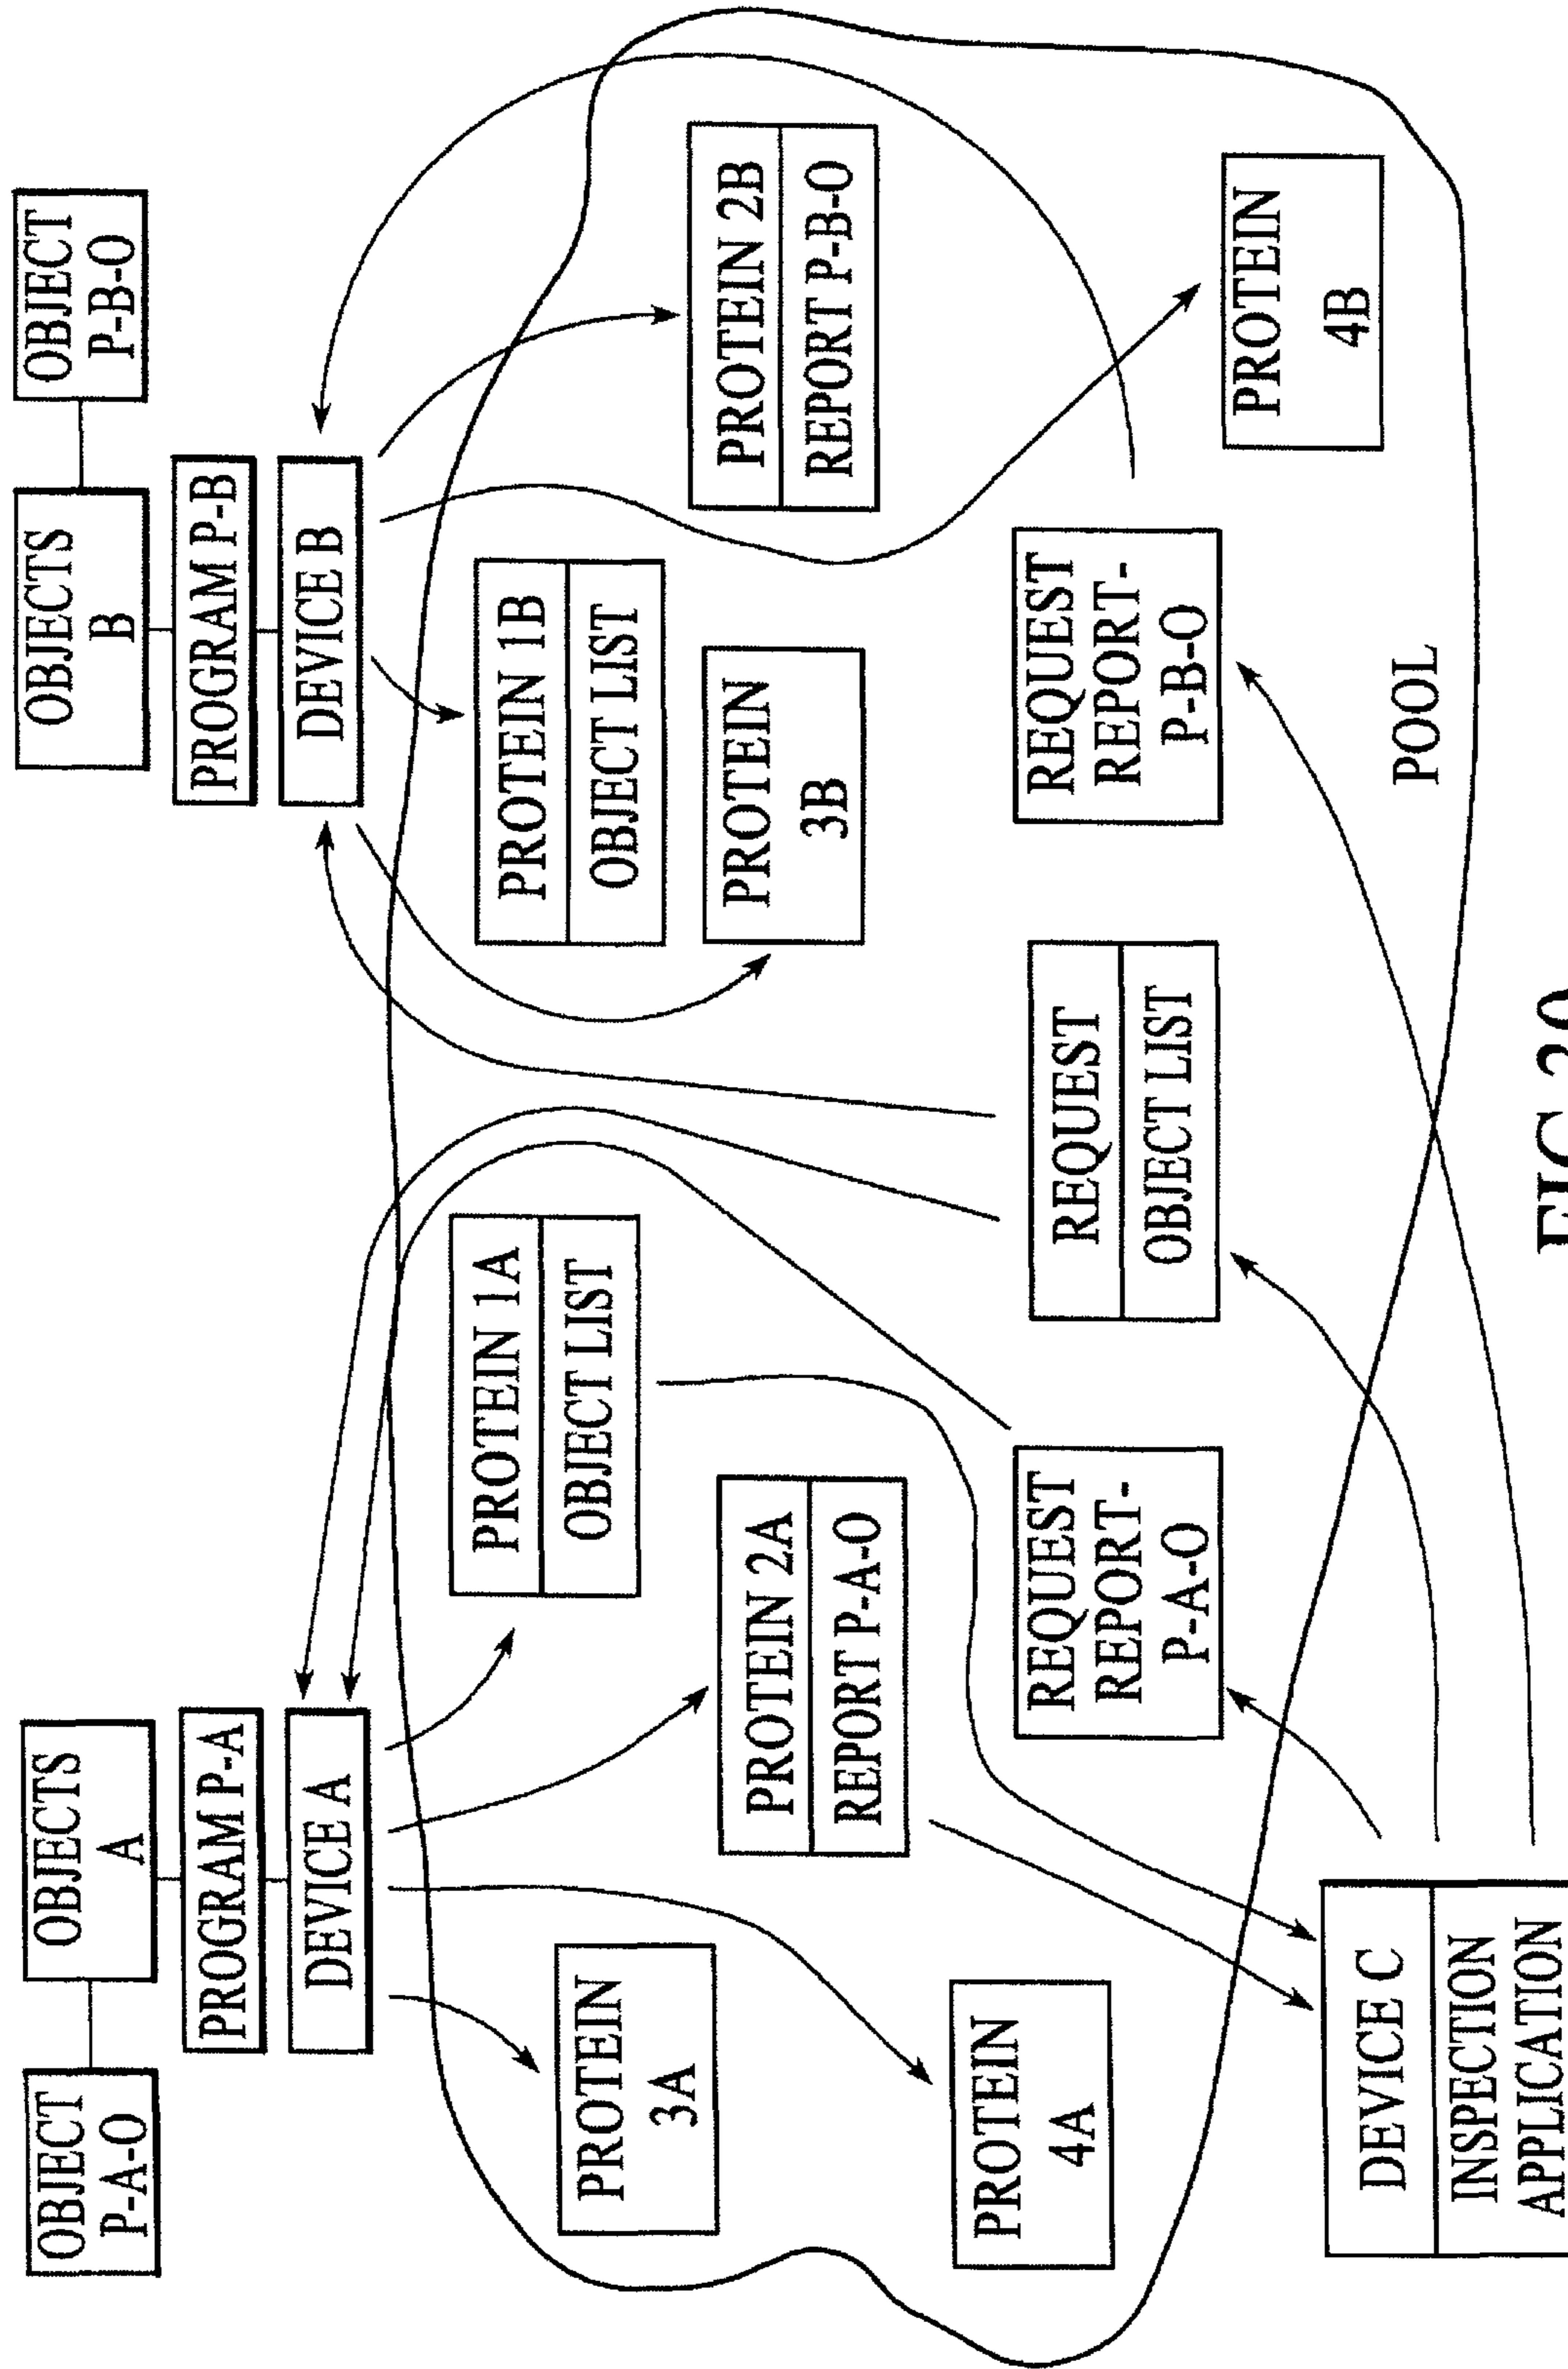 OBJECT
P-A-O
OBJECTS
A
OBJECTS
B
OBJECT
P-B-O
PROGRAM P-A
PROGRAM P-B
DEVICE A
DEVICE B
PROTEIN 1A
OBJECT LIST
PROTEIN 1B
OBJECT LIST
PROTEIN
3A
PROTEIN 2A
REPORT P-A-O
PROTEIN
3B
PROTEIN 2B
REPORT P-B-O
PROTEIN
4A
REQUEST
REPORT-
P-A-O
REQUEST
OBJECT LIST
REQUEST
REPORT-
P-B-O
PROTEIN
4B
POOL
DEVICE C
INSPECTION
APPLICATION
FIG